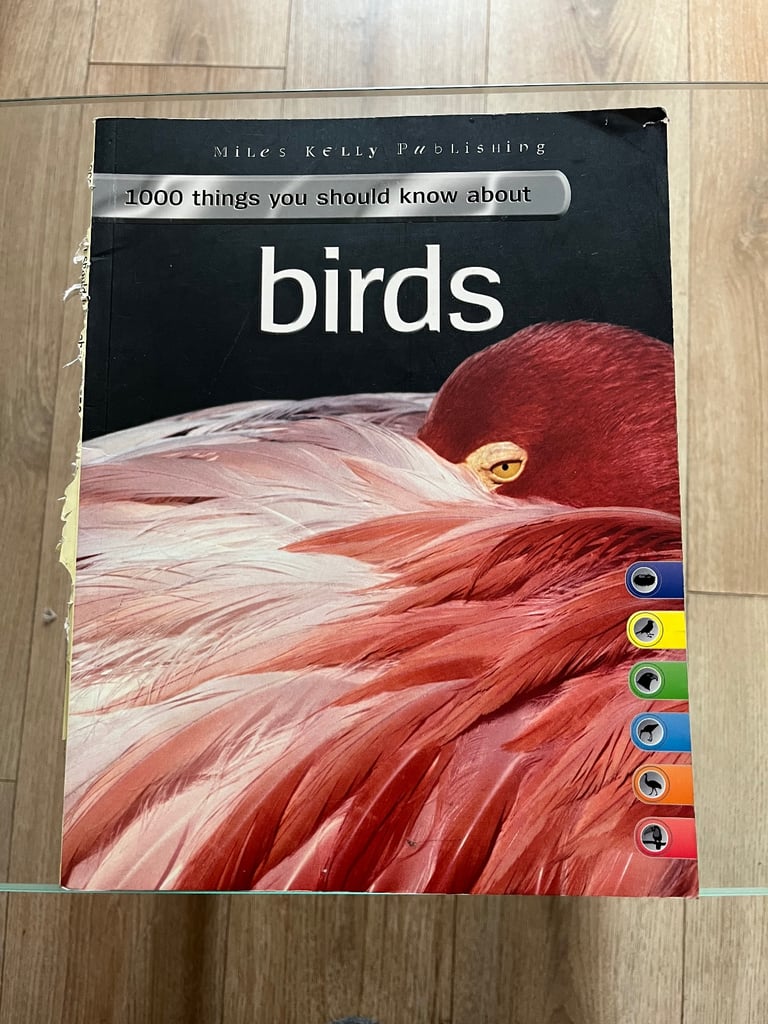 Miles Kelly Publishing
1000 things you should know about
birds